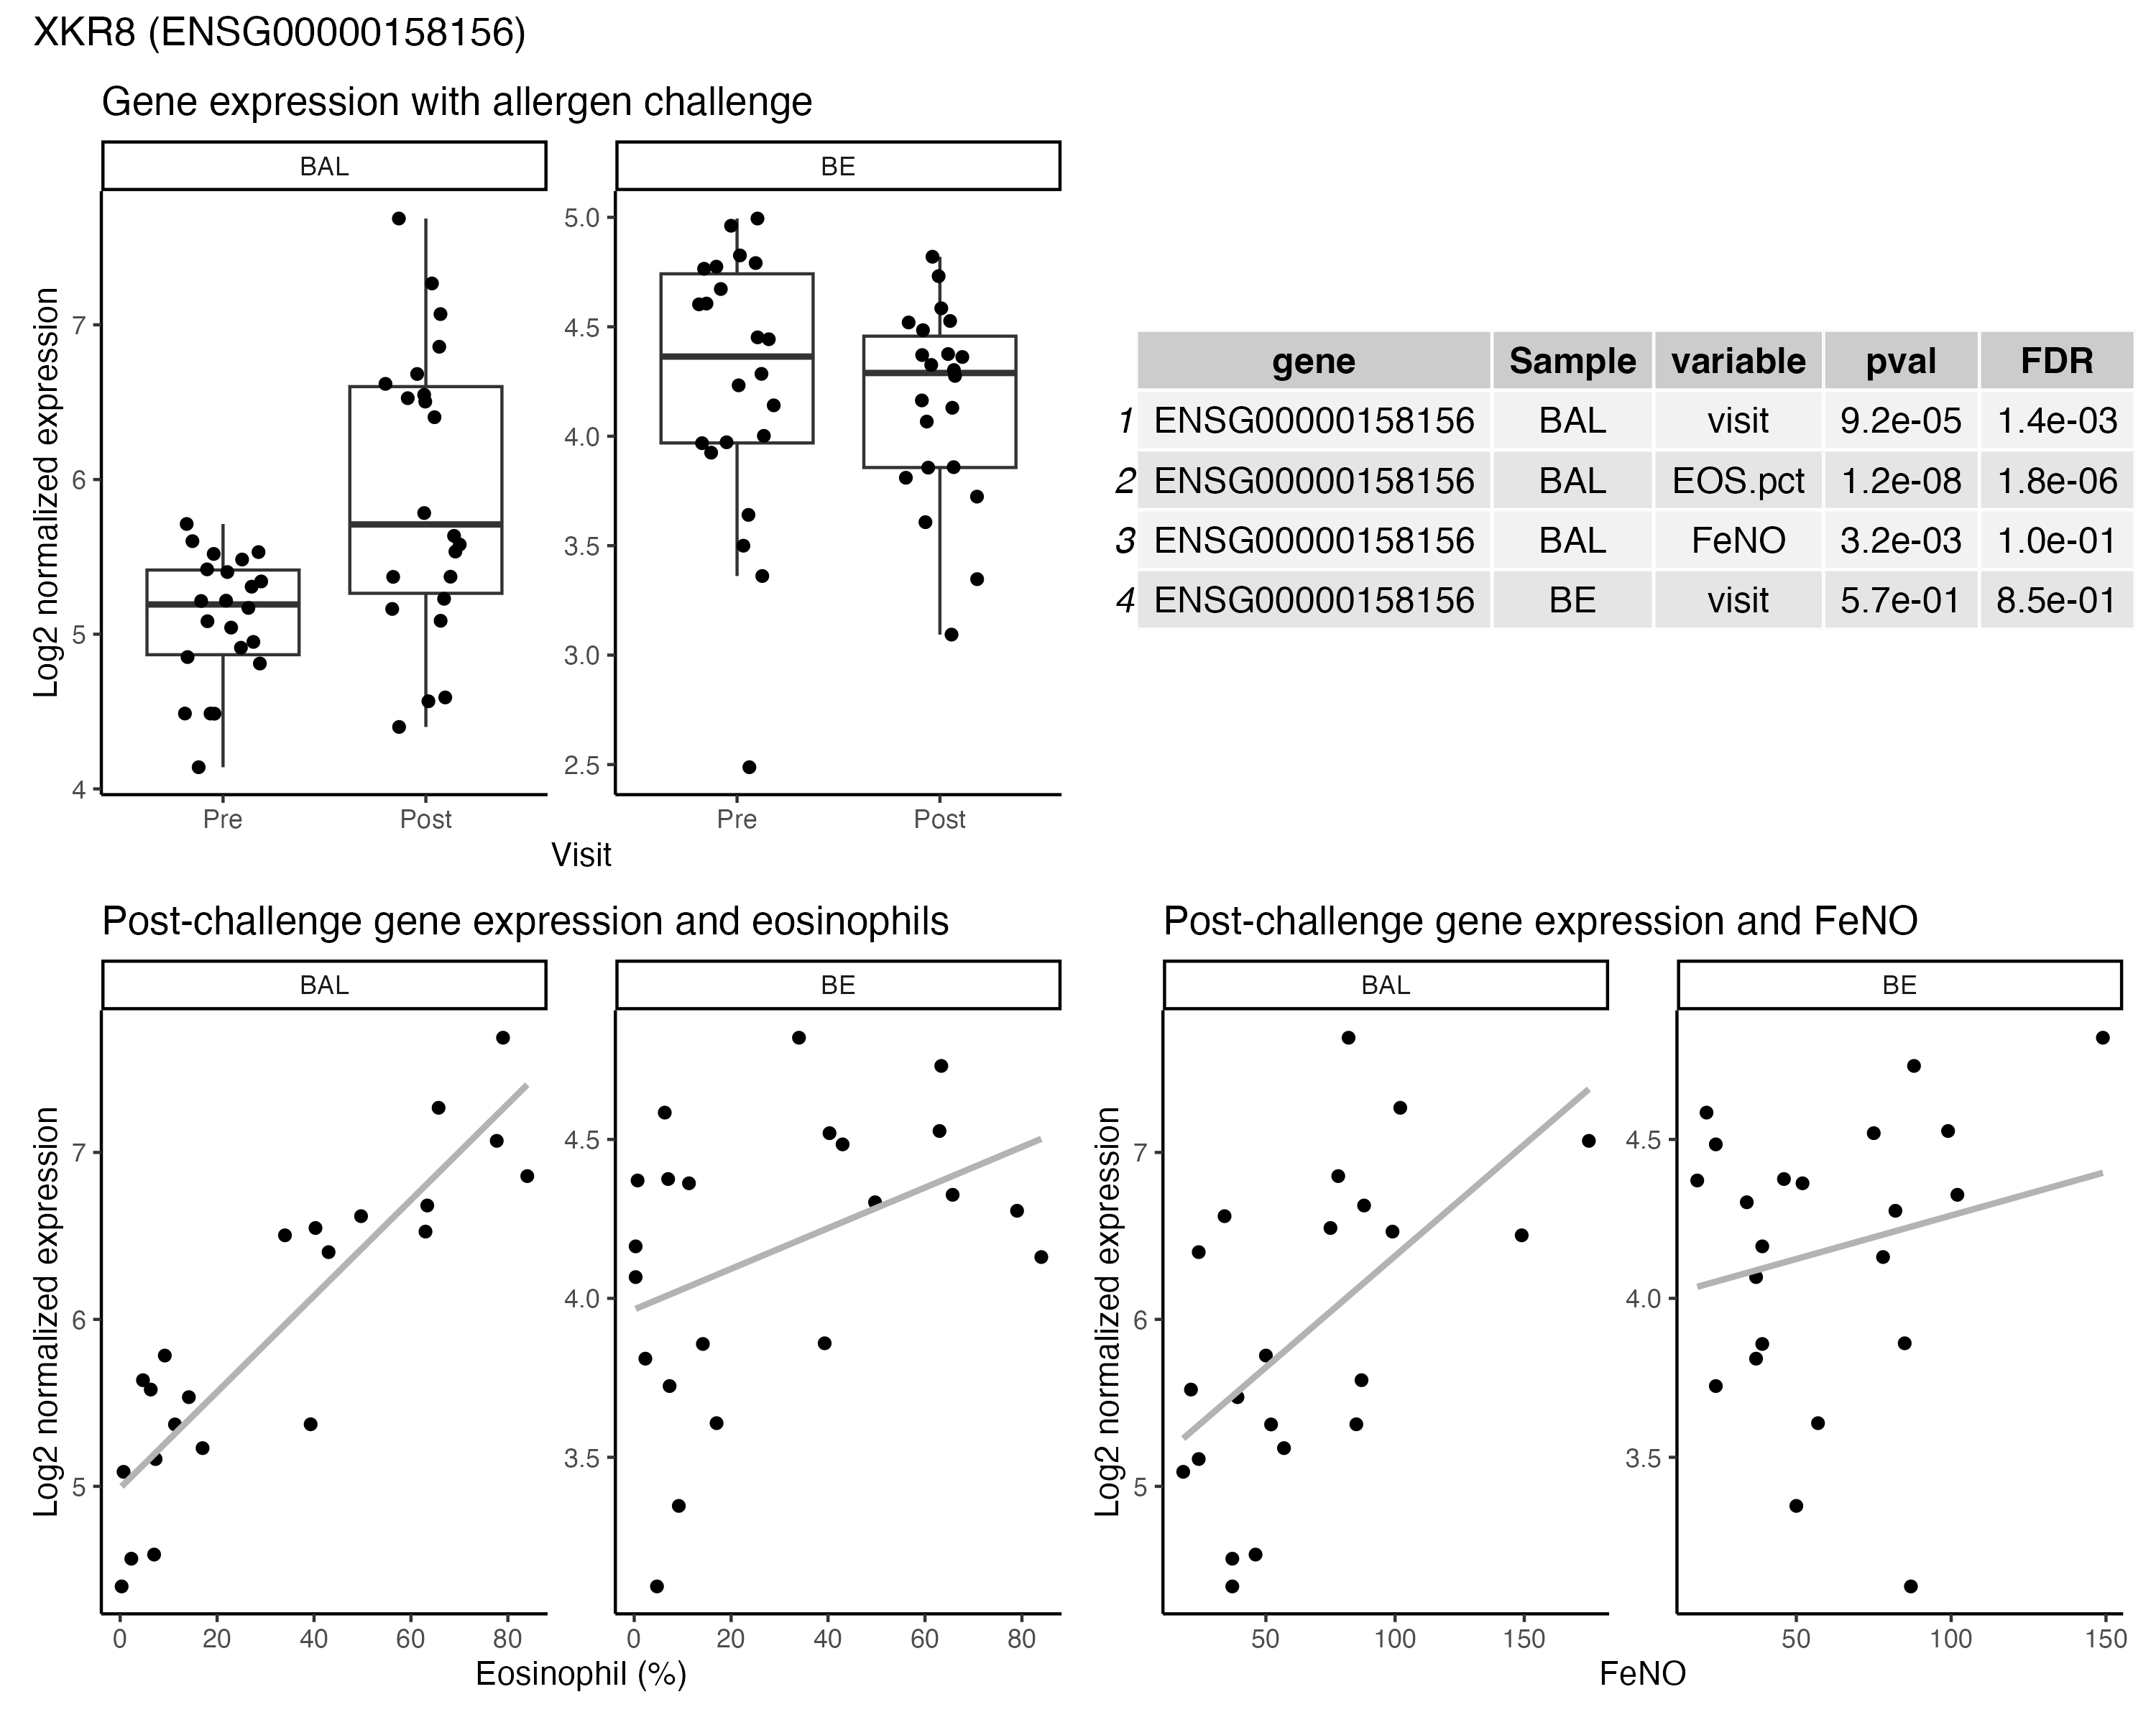 XKR8 (ENSG00000158156)
Gene expression with allergen challenge
BAL
BE
Log2 normalized expression
7
6
5
4
5.0
4.5
4.0
3.5
3.0
2.5
Pre
Post
Pre
Post
Visit
gene Sample variable pval FDR
1 ENSG00000158156 BAL visit 9.2e-05 1.4e-03
2 ENSG00000158156 BAL EOS.pct 1.2e-08 1.8e-06
3 ENSG00000158156 BAL FeNO 3.2e-03 1.0e-01
4 ENSG00000158156 BE visit 5.7e-01 8.5e-01
Post-challenge gene expression and eosinophils
BAL
BE
Log2 normalized expression
7
6
5
4.5
4.0
3.5
0 20 40 60 80
0 20 40 60 80
Eosinophil (%)
Post-challenge gene expression and FeNO
BAL
BE
Log2 normalized expression
7
6
5
4.5
4.0
3.5
50 100 150
50 100 150
FeNO